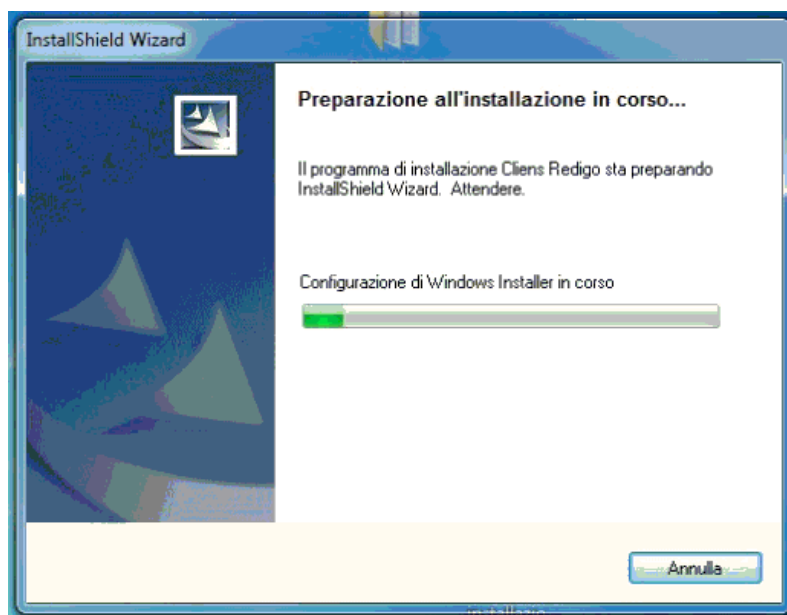 InstallShield Wizard
Preparazione all'installazione in corso...
Il programma di installazione Cliens Redigo sta preparando
InstallShield Wizard. Attendere.
Configurazione di Windows Installer in corso
Annulla